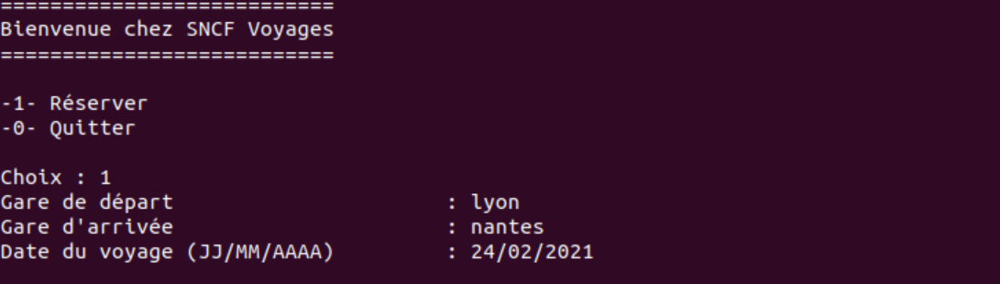 ===========================
Bienvenue chez SNCF Voyages
===========================
-1- Réserver
-0- Quitter
Choix : 1
Gare de départ : lyon
Gare d'arrivée : nantes
Date du voyage (JJ/MM/AAAA) : 24/02/2021